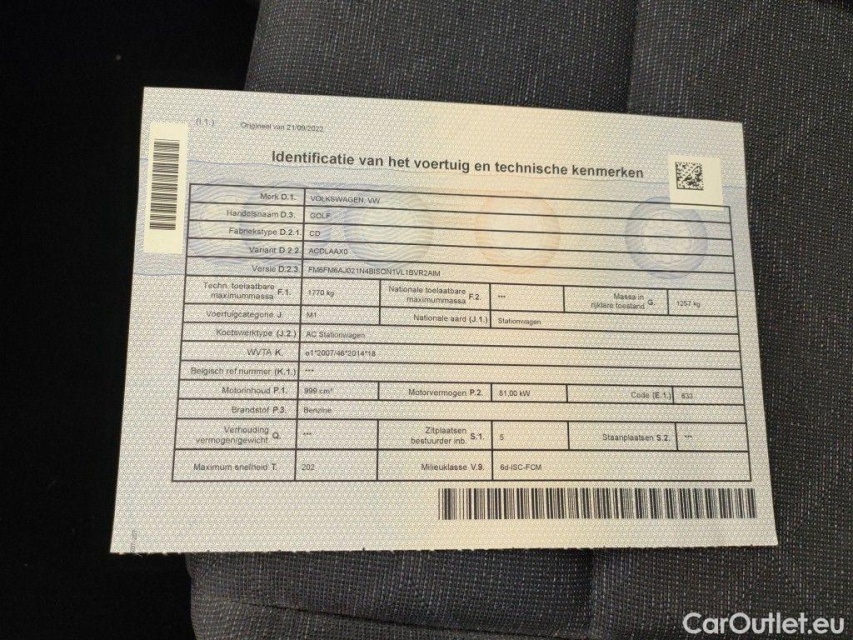 (I.1.) Origineel van 21/09/2022
Identificatie van het voertuig en technische kenmerken
Merk D.1. VOLKSWAGEN, VW
Handelsnaam D.3. GOLF
Fabriekstype D.2.1 CD
Variant D.2.2. ACDLAAX0
Versie D.2.3
Techn. toelaatbare maximummassa F.1. 1770 kg Nationale toelaatbare maximummassa F.2. *** Massa in rijklare toestand G. 1257 kg
Voertuigcategorie J M1 Nationale aard (J.1.) Stationwagen
Koetswerktype (J.2.) AC Stationwagen
WVTA K. e1*2007/46*2014*18
Belgisch ref.nummer (K.1.) ***
Motorinhoud P.1. 999 cm³ Motorvermogen P.2. 81,00 kW Code (E.1.) 633
Brandstof P.3. Benzine
Verhouding vermogen/gewicht Q. *** Zitplaatsen bestuurder inb. S.1. 5 Staanplaatsen S.2. ***
Maximum snelheid T. 202 Milieuklasse V.9. 6d-ISC-FCM
CarOutlet.eu